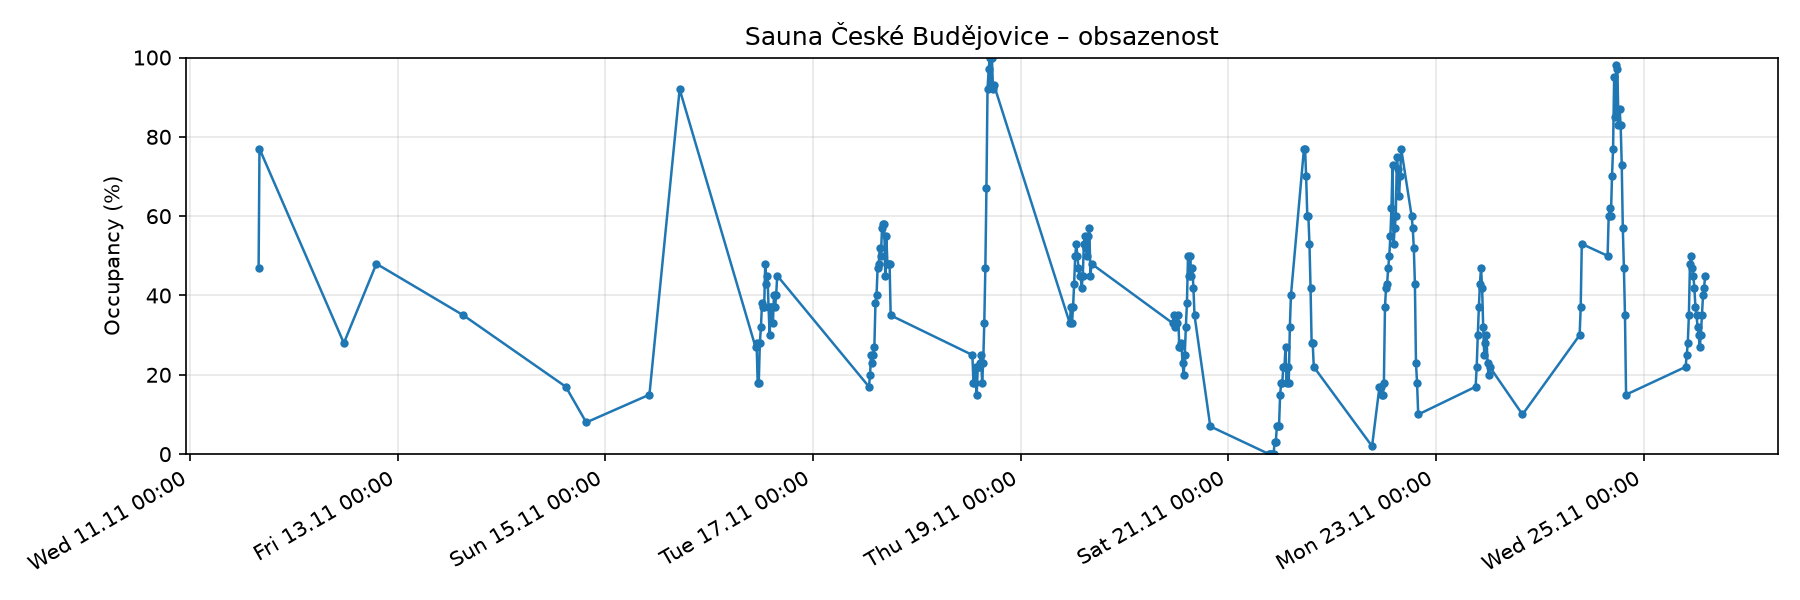 Sauna České Budějovice – obsazenost
Occupancy (%)
100
80
60
40
20
0
Wed 11.11 00:00
Fri 13.11 00:00
Sun 15.11 00:00
Tue 17.11 00:00
Thu 19.11 00:00
Sat 21.11 00:00
Mon 23.11 00:00
Wed 25.11 00:00